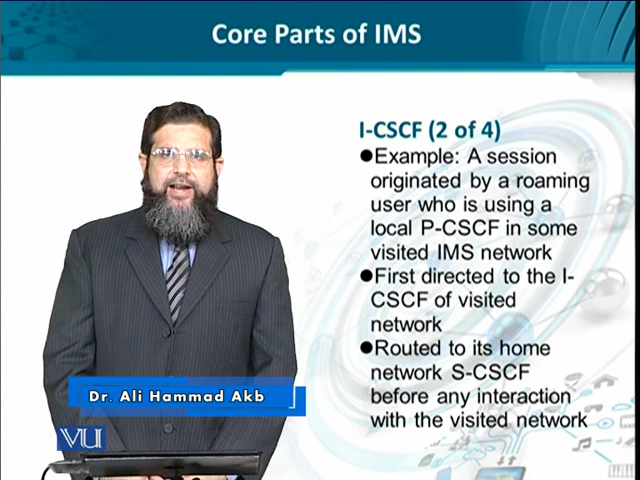 Core Parts of IMS
I-CSCF (2 of 4)
●Example: A session
originated by a roaming
user who is using a
local P-CSCF in some
visited IMS network
●First directed to the I-
CSCF of visited
network
●Routed to its home
network S-CSCF
before any interaction
with the visited network
Dr. Ali Hammad Akb
VU